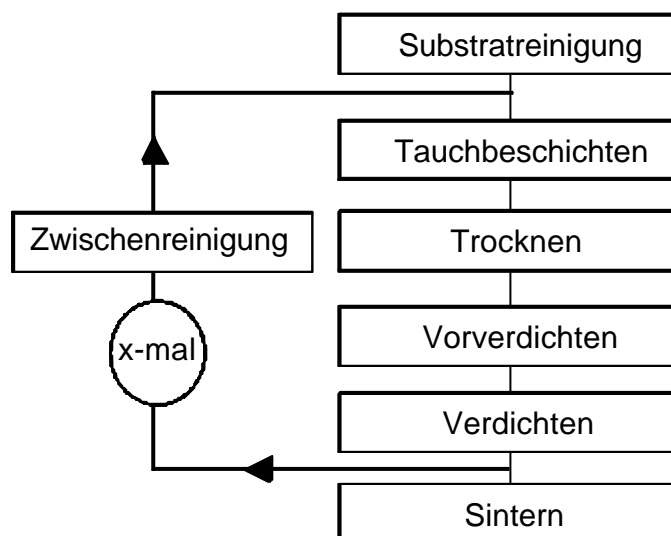 Substratreinigung
Tauchbeschichten
Zwischenreinigung
Trocknen
x-mal
Vorverdichten
Verdichten
Sintern